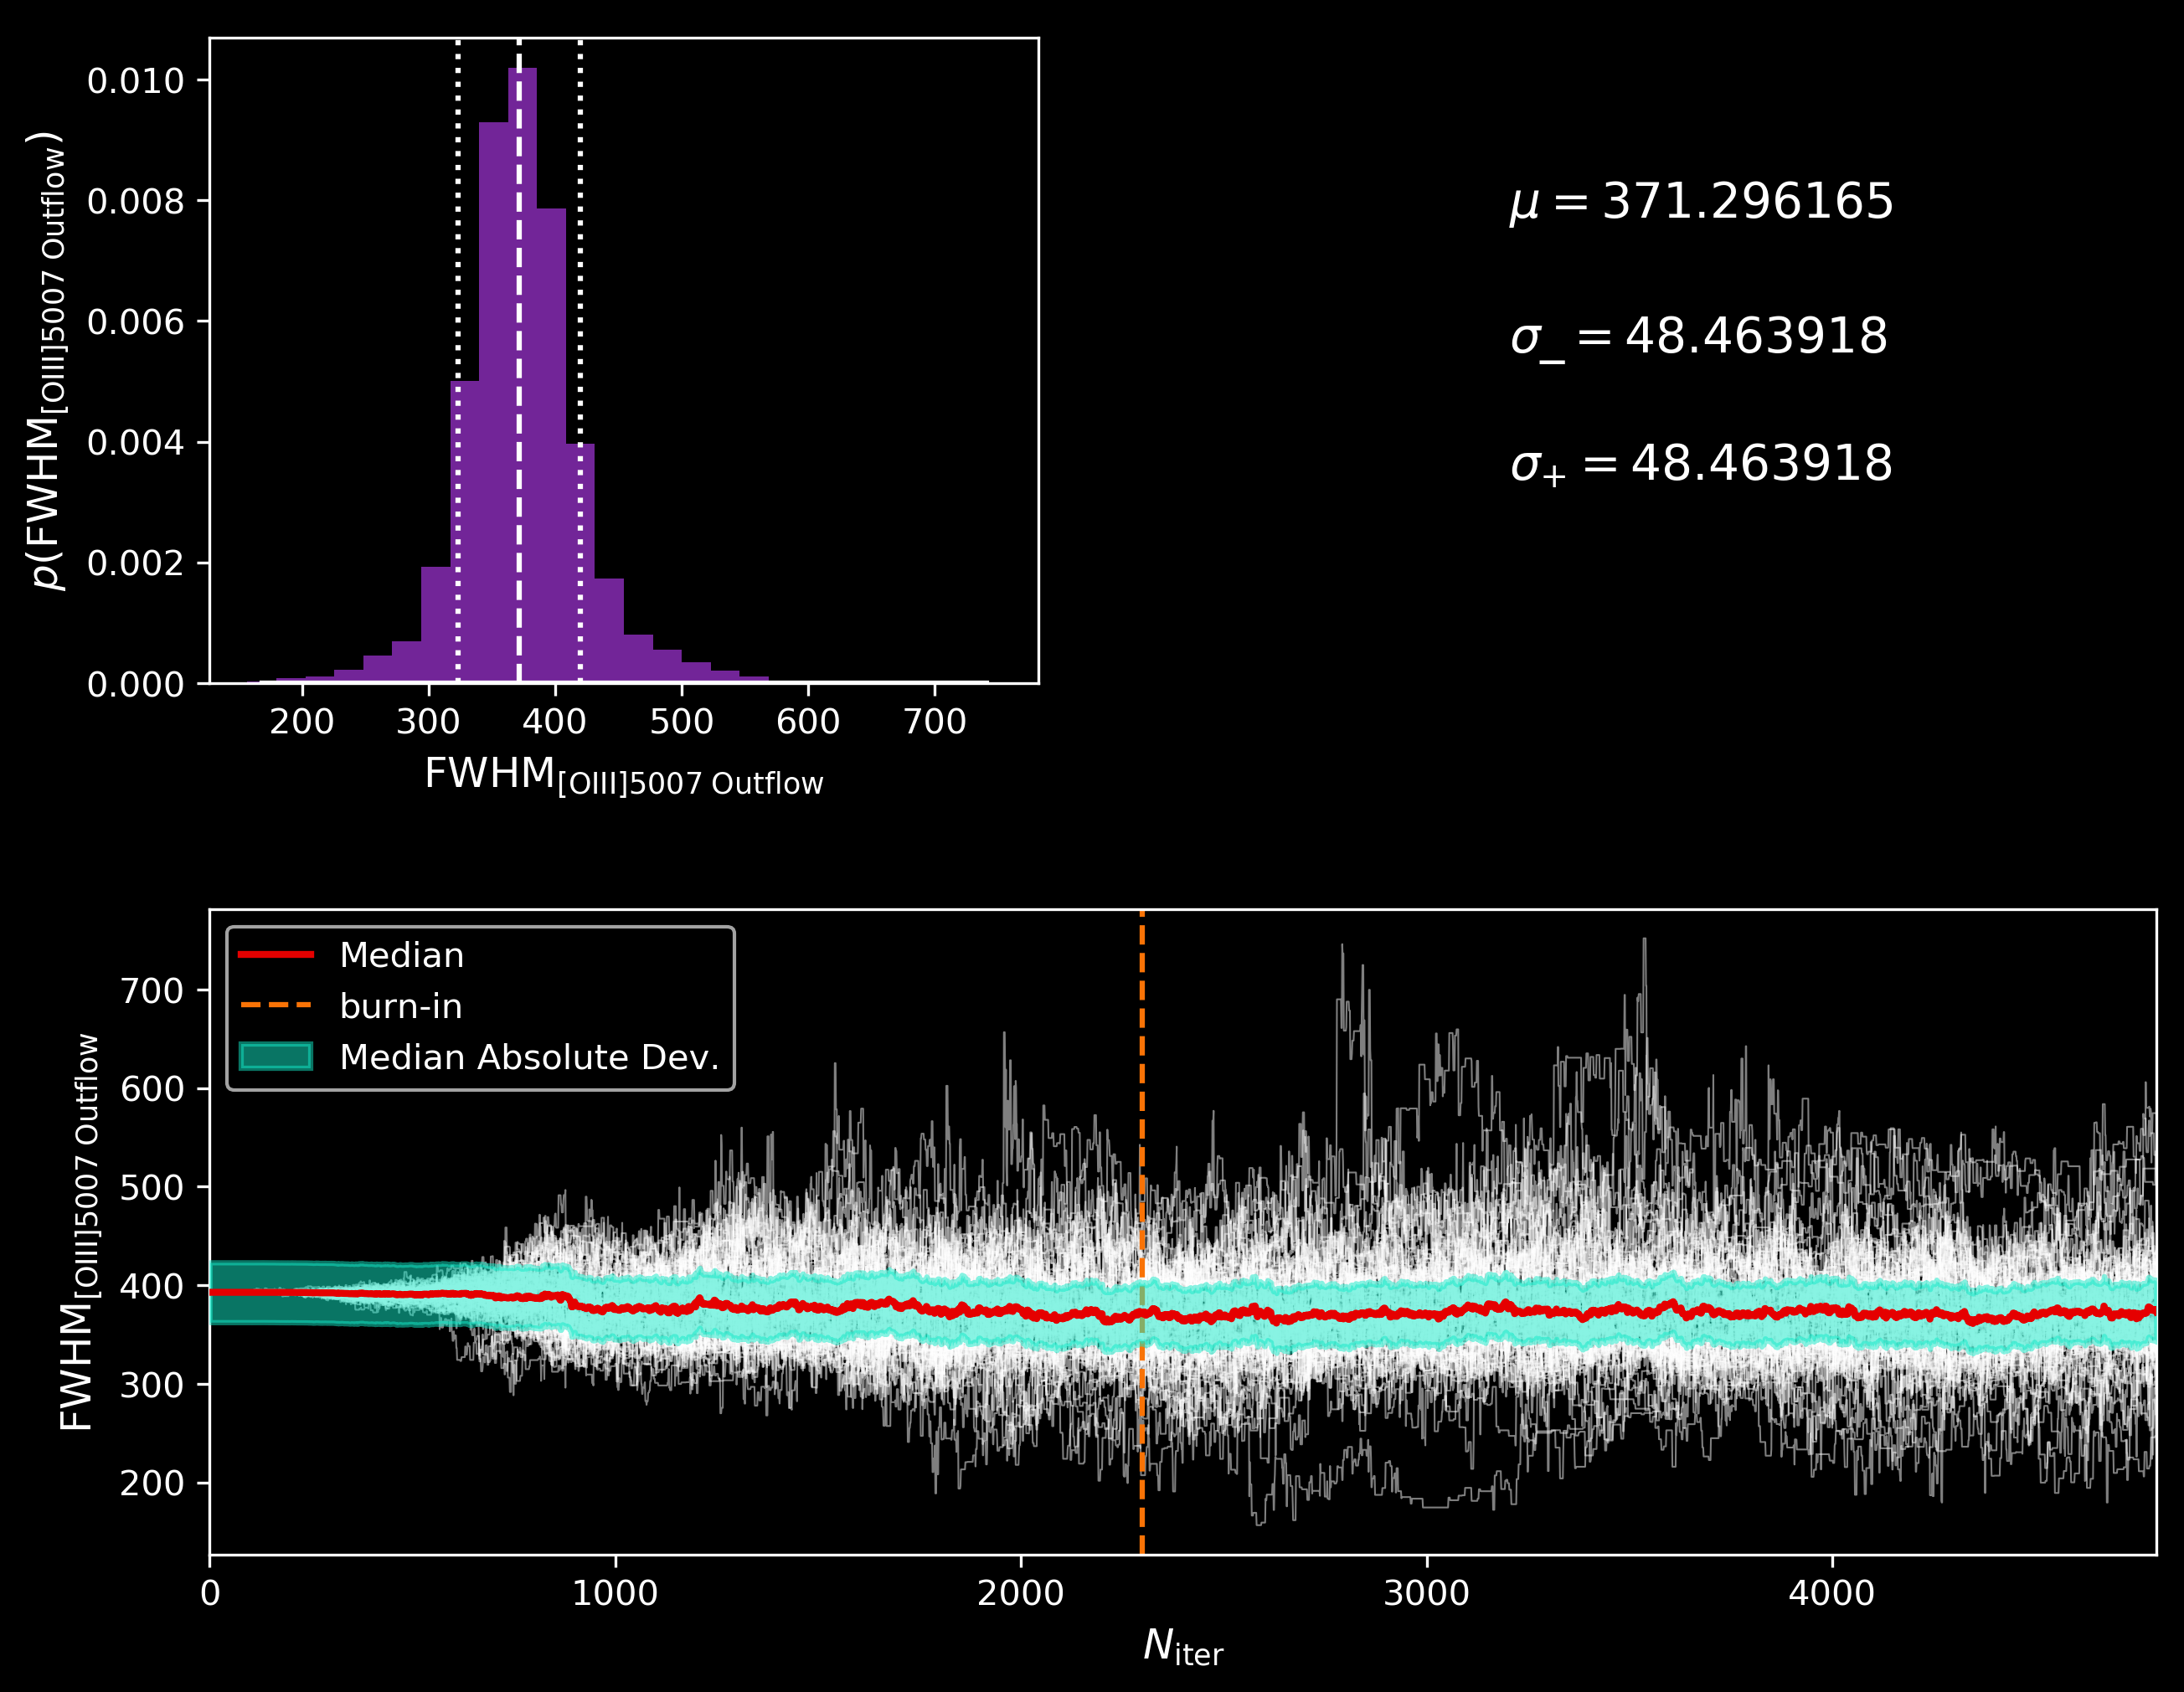 p(FWHM[OIII]5007 Outflow)
0.010
0.008
0.006
0.004
0.002
0.000
200 300 400 500 600 700
FWHM[OIII]5007 Outflow
μ = 371.296165
σ− = 48.463918
σ+ = 48.463918
FWHM[OIII]5007 Outflow
700
600
500
400
300
200
Median
burn-in
Median Absolute Dev.
0 1000 2000 3000 4000
Niter